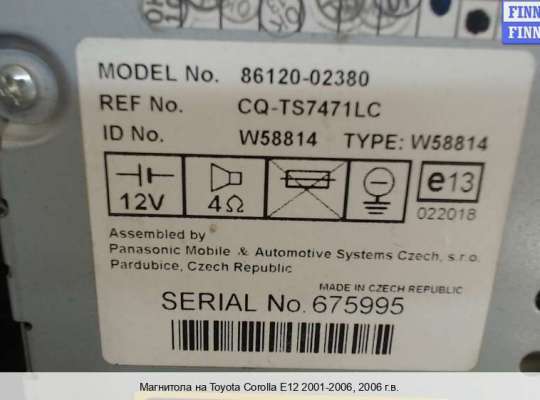 FINN
FINN
MODEL No. 86120-02380
REF No. CQ-TS7471LC
ID No. W58814 TYPE: W58814
12V 4Ω e13
022018
Assembled by
Panasonic Mobile & Automotive Systems Czech, s.r.o.
Pardubice, Czech Republic
MADE IN CZECH REPUBLIC
SERIAL No. 675995
Магнитола на Toyota Corolla E12 2001-2006, 2006 г.в.